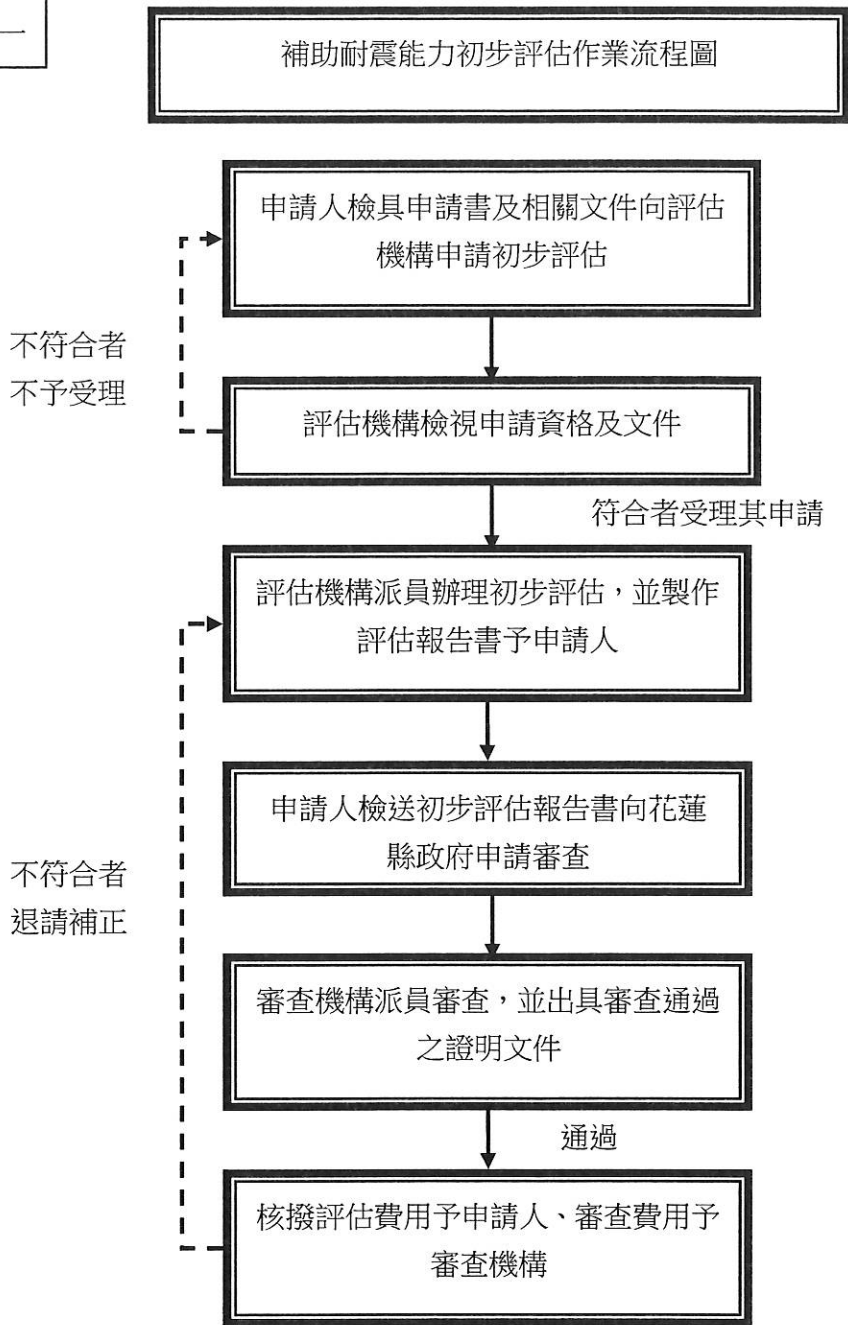 一
補助耐震能力初步評估作業流程圖
申請人檢具申請書及相關文件向評估
機構申請初步評估
不符合者
不予受理
評估機構檢視申請資格及文件
符合者受理其申請
評估機構派員辦理初步評估，並製作
評估報告書予申請人
申請人檢送初步評估報告書向花蓮
縣政府申請審查
不符合者
退請補正
審查機構派員審查，並出具審查通過
之證明文件
通過
核撥評估費用予申請人、審查費用予
審查機構